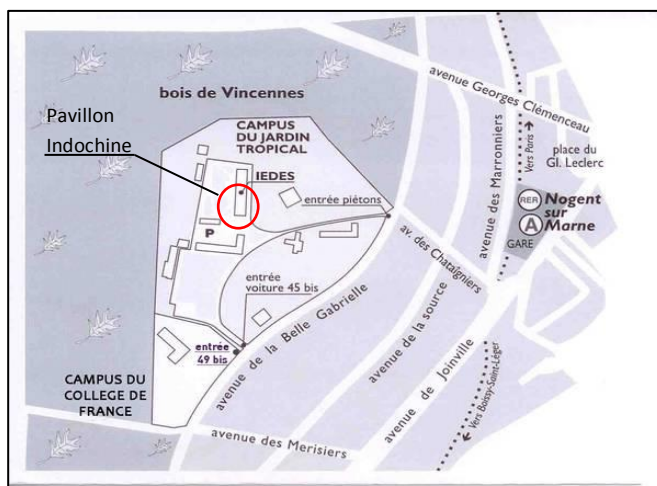 bois de Vincennes
Pavillon
Indochine
CAMPUS
DU JARDIN
TROPICAL
IEDES
entrée piétons
P
entrée
voiture 45 bis
entrée
49 bis
CAMPUS DU
COLLEGE DE
FRANCE
avenue de la Belle Gabrielle
avenue des Merisiers
avenue de la source
avenue de Joinville
av. des Chataigniers
avenue des Marronniers
avenue Georges Clémenceau
Vers Paris
place du
Gl. Leclerc
RER
A
Nogent
sur
Marne
GARE
Vers Boissy-Saint-Léger